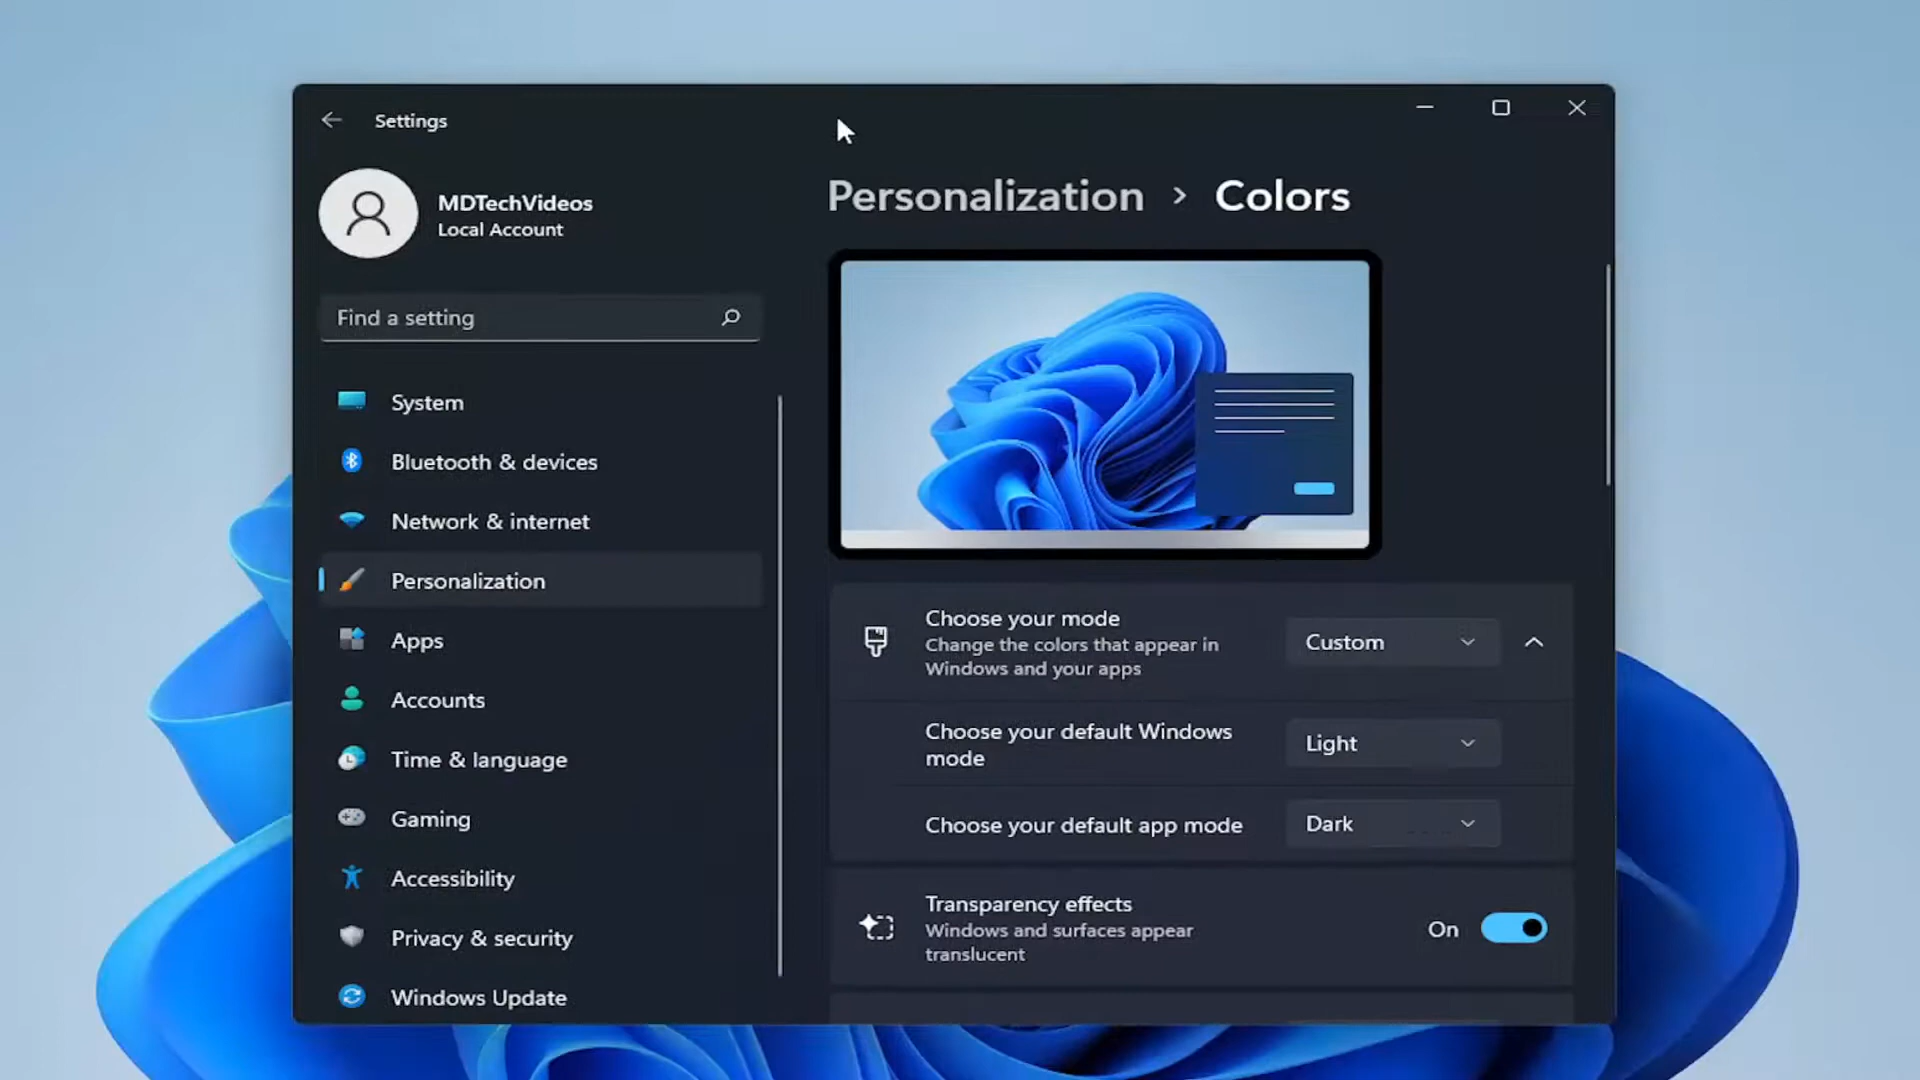 Settings
MDTechVideos
Local Account
Find a setting
System
Bluetooth & devices
Network & internet
Personalization
Apps
Accounts
Time & language
Gaming
Accessibility
Privacy & security
Windows Update
Personalization > Colors
Choose your mode
Change the colors that appear in
Windows and your apps
Custom
Choose your default Windows
mode
Light
Choose your default app mode
Dark
Transparency effects
Windows and surfaces appear
translucent
On